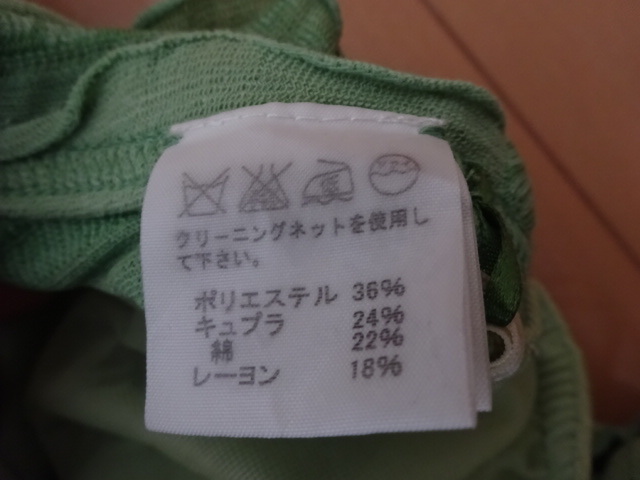 クリーニングネットを使用し
て下さい。
ポリエステル 36%
キュプラ 24%
綿 22%
レーヨン 18%